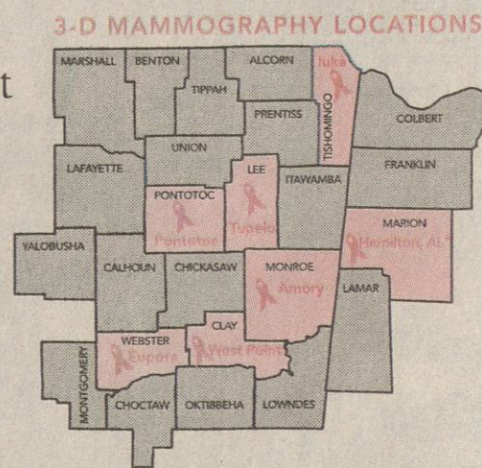 3-D MAMMOGRAPHY LOCATIONS
t
MARSHALL
BENTON
TIPPAH
ALCORN
Iuka
TISHOMINGO
COLBERT
PRENTISS
UNION
LAFAYETTE
LEE
Tupelo
ITAWAMBA
FRANKLIN
PONTOTOC
Pontotoc
MARION
Hamilton, AL*
YALOBUSHA
CALHOUN
CHICKASAW
MONROE
Amory
LAMAR
WEBSTER
Eupora
CLAY
West Point
MONTGOMERY
CHOCTAW
OKTIBBEHA
LOWNDES